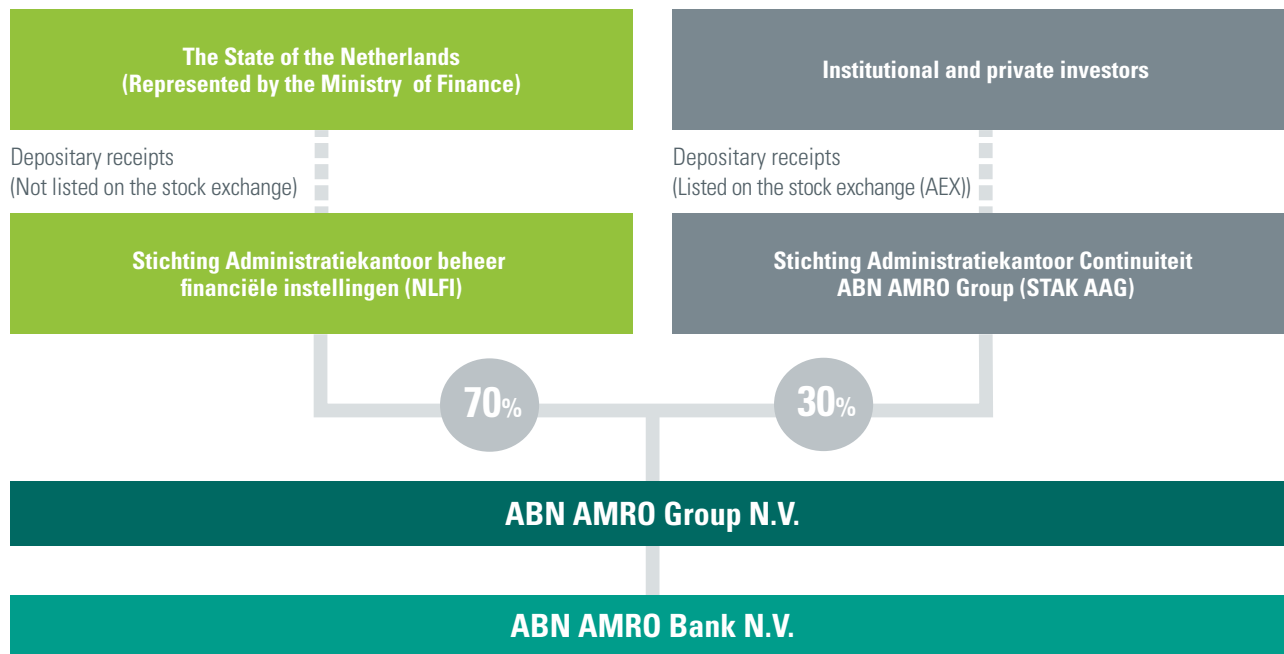 The State of the Netherlands
(Represented by the Ministry of Finance)
Institutional and private investors
Depositary receipts
(Not listed on the stock exchange)
Depositary receipts
(Listed on the stock exchange (AEX))
Stichting Administratiekantoor beheer
financiële instellingen (NLFI)
Stichting Administratiekantoor Continuiteit
ABN AMRO Group (STAK AAG)
70%
30%
ABN AMRO Group N.V.
ABN AMRO Bank N.V.